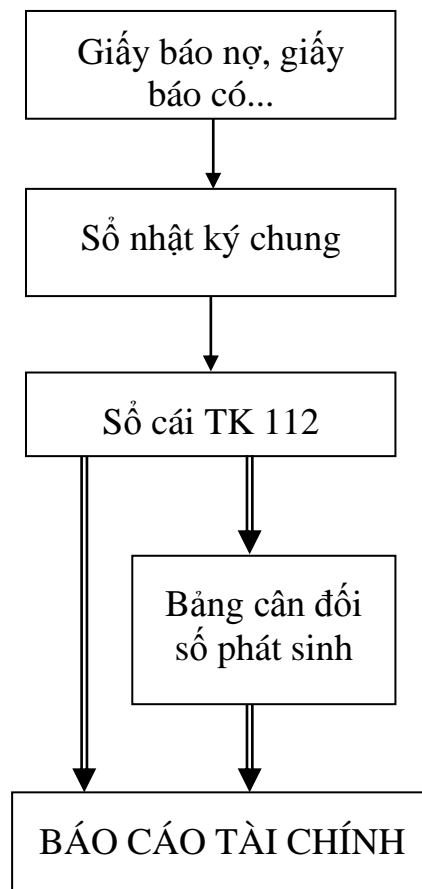 Giấy báo nợ, giấy
báo có...
Sổ nhật ký chung
Sổ cái TK 112
Bảng cân đối
số phát sinh
BÁO CÁO TÀI CHÍNH